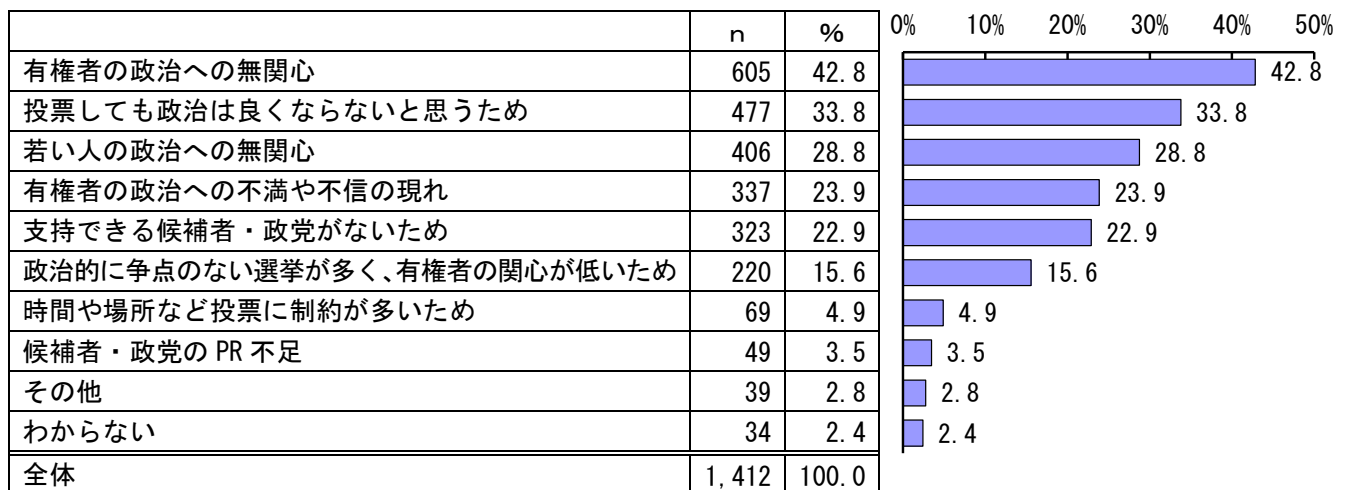 n %
有権者の政治への無関心 605 42.8
投票しても政治は良くならないと思うため 477 33.8
若い人の政治への無関心 406 28.8
有権者の政治への不満や不信の現れ 337 23.9
支持できる候補者・政党がないため 323 22.9
政治的に争点のない選挙が多く、有権者の関心が低いため 220 15.6
時間や場所など投票に制約が多いため 69 4.9
候補者・政党の PR 不足 49 3.5
その他 39 2.8
わからない 34 2.4
全体 1,412 100.0
0% 10% 20% 30% 40% 50%
42.8
33.8
28.8
23.9
22.9
15.6
4.9
3.5
2.8
2.4